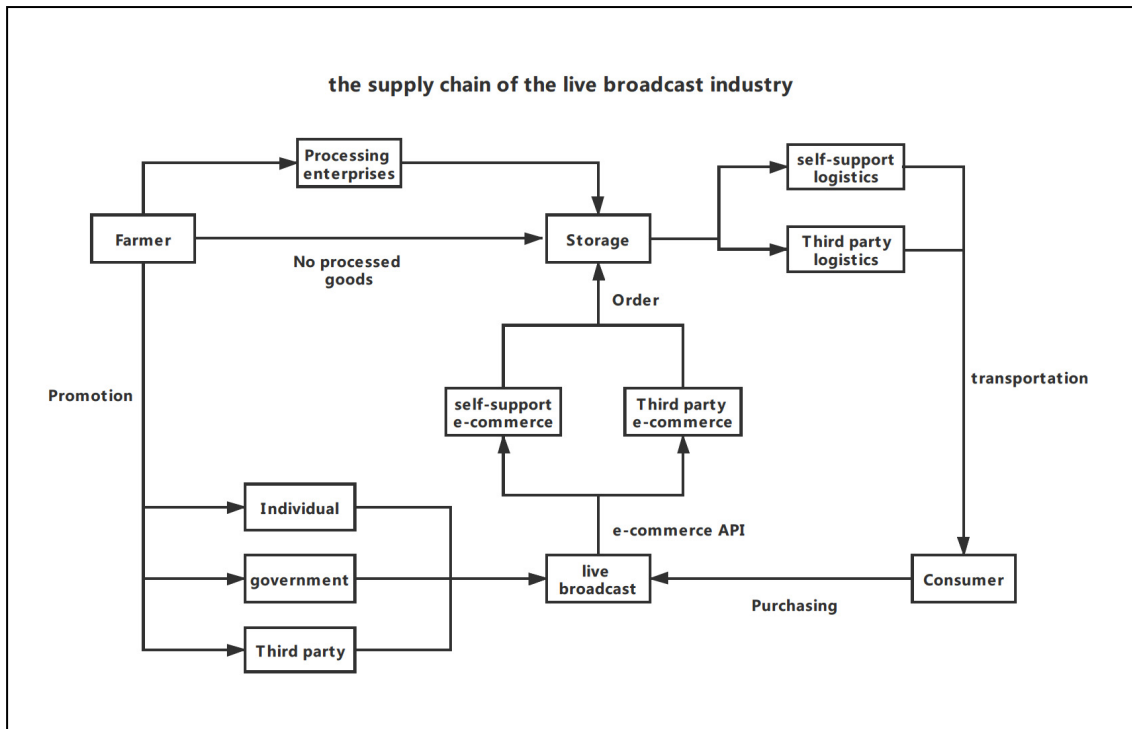 the supply chain of the live broadcast industry
Processing
enterprises
self-support
logistics
Farmer
Storage
Third party
logistics
No processed
goods
Order
Promotion
transportation
self-support
e-commerce
Third party
e-commerce
Individual
e-commerce API
government
live
broadcast
Consumer
Purchasing
Third party